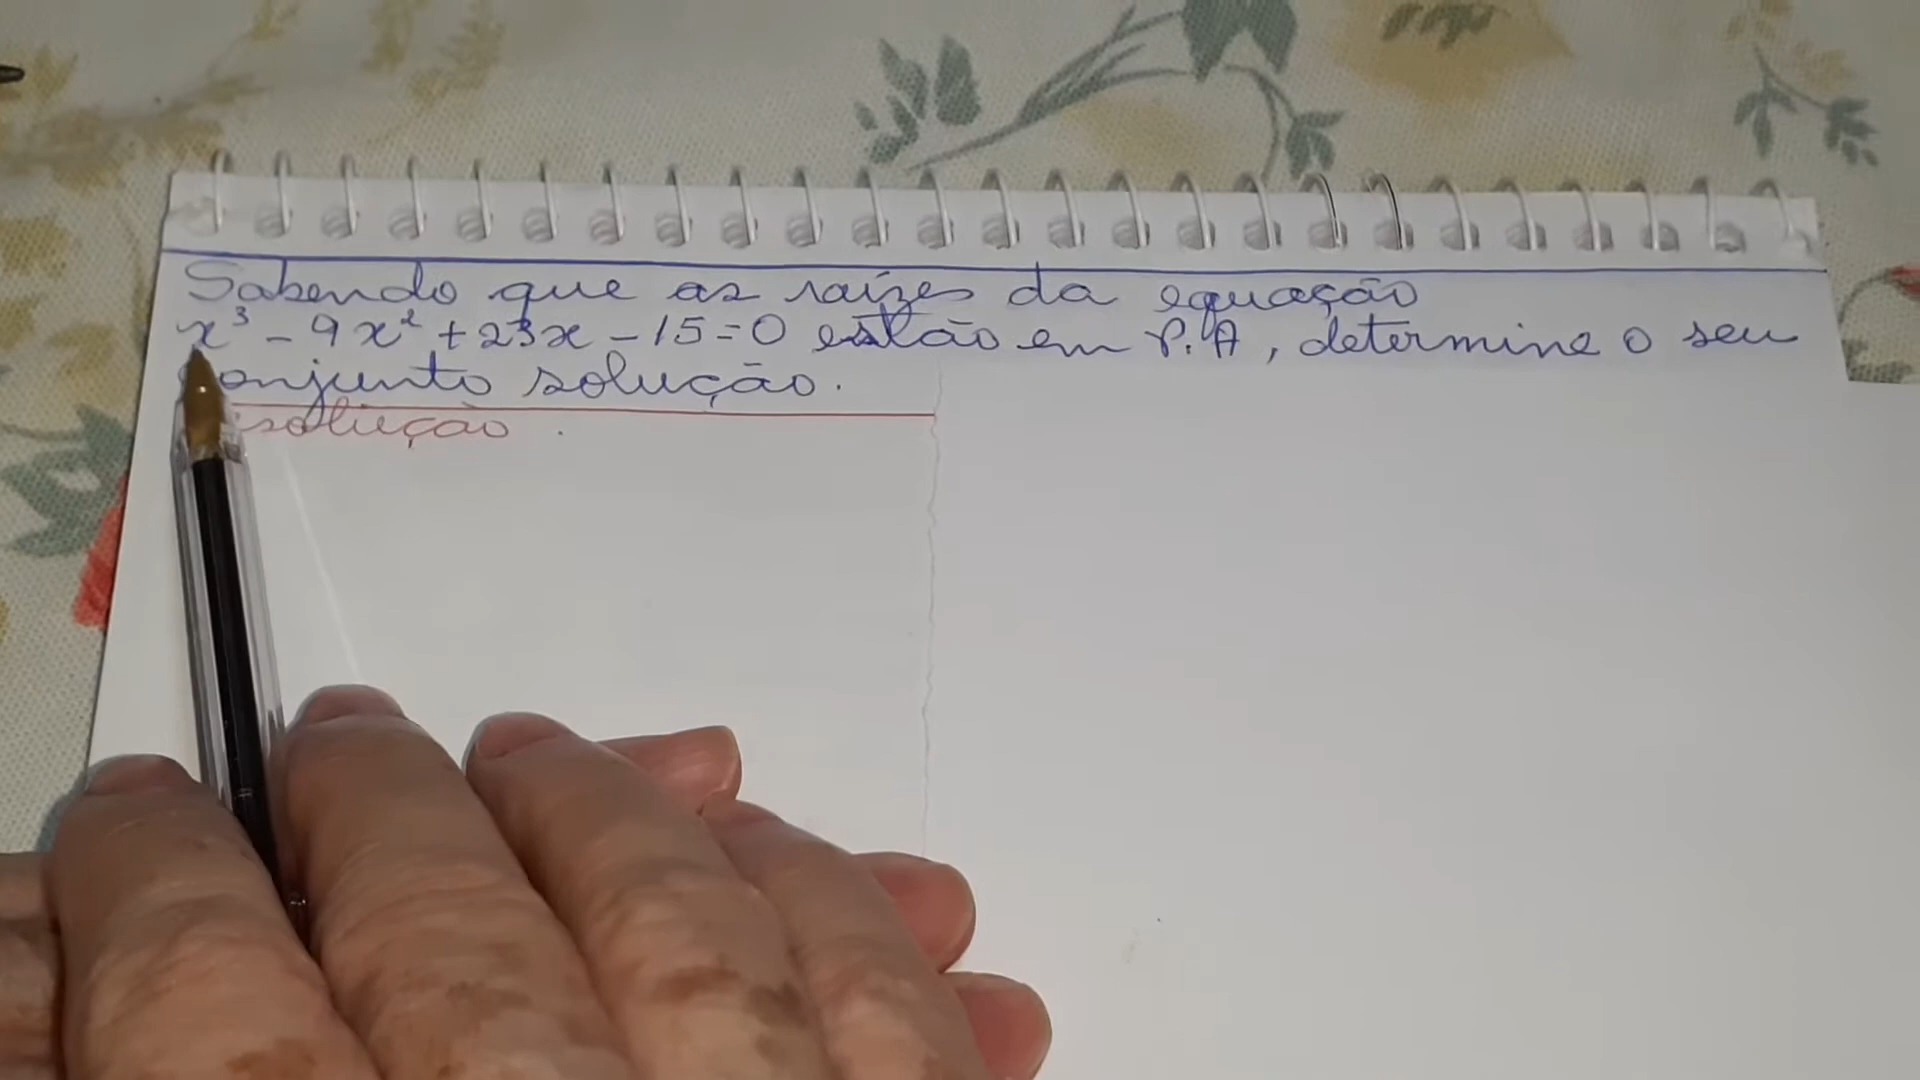 Sabendo que as raízes da equação
x³ - 9x² + 23x - 15 = 0 estão em P.A, determine o seu
conjunto solução.
solução.